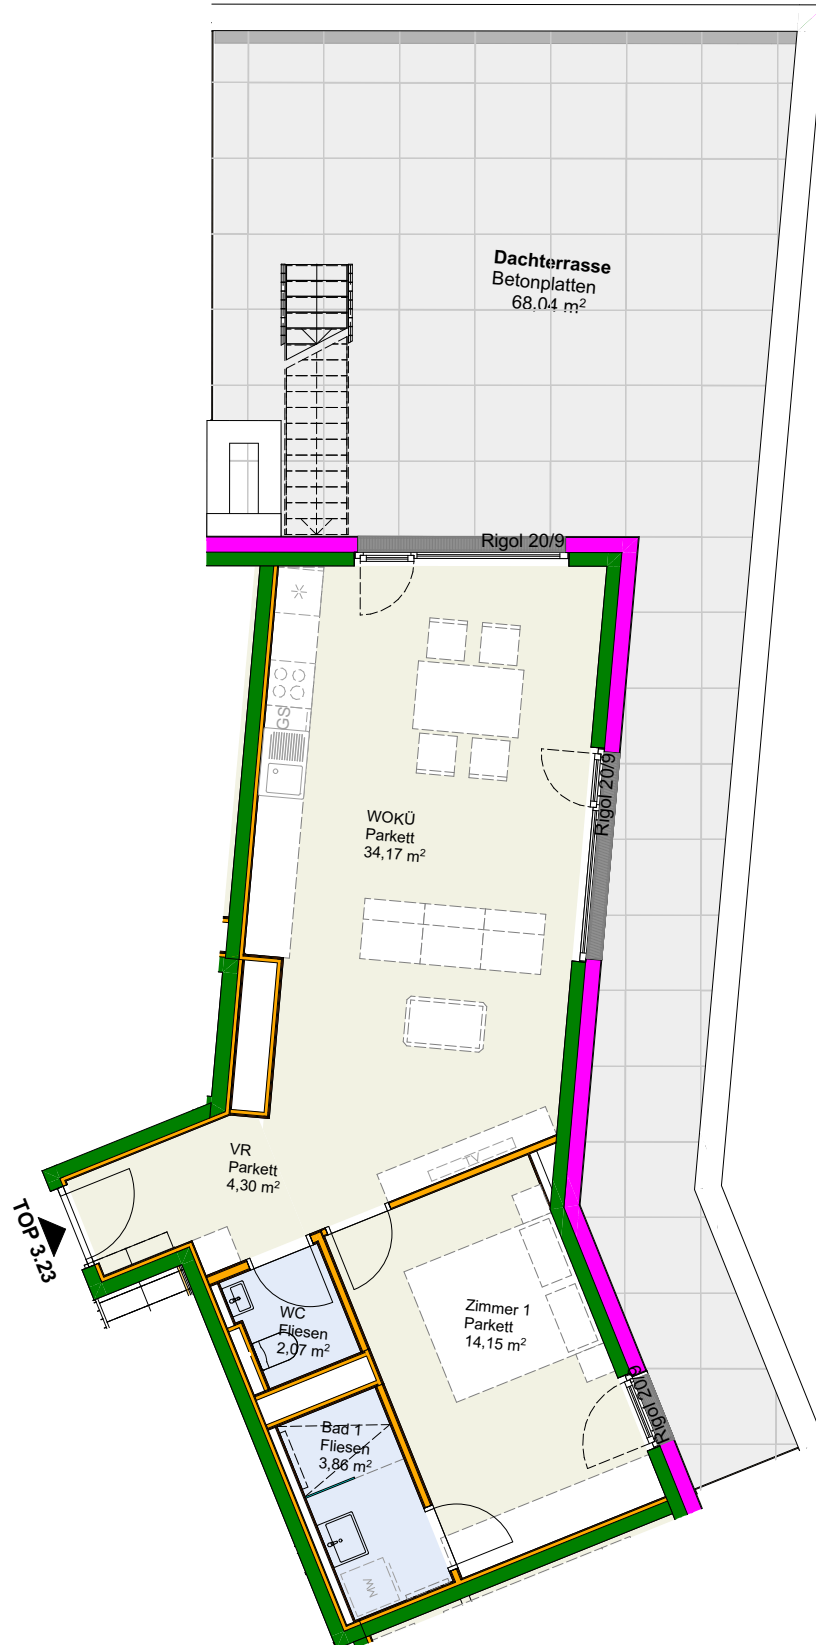 Dachterrasse
Betonplatten
68,04 m²
Rigol 20/9
GS
Rigol 20/9
WOKÜ
Parkett
34,17 m²
VR
Parkett
4,30 m²
TV
TOP 3.23
Zimmer 1
Parkett
14,15 m²
WC
Fliesen
2,07 m²
Rigol 20/9
Bad 1
Fliesen
3,86 m²
MW